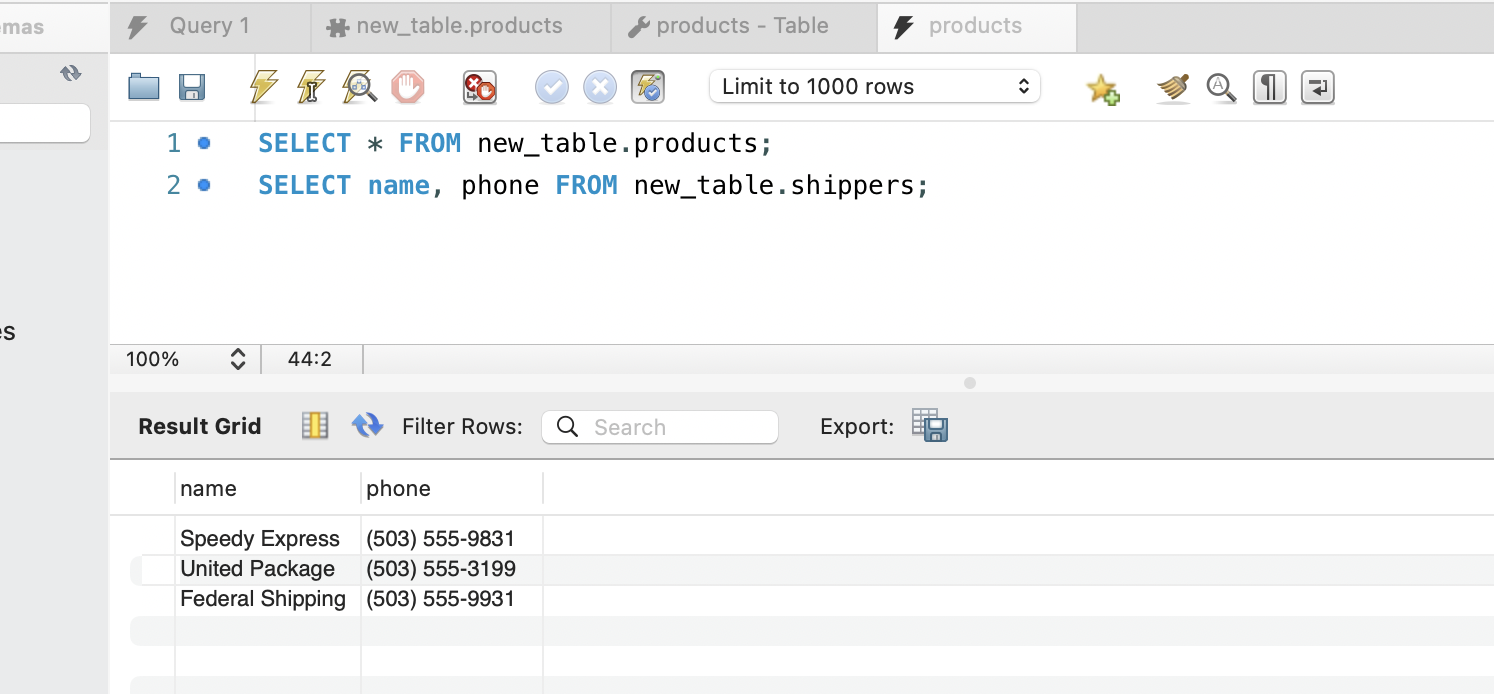 emas
Query 1
new_table.products
products - Table
products
Limit to 1000 rows
1 SELECT * FROM new_table.products;
2 SELECT name, phone FROM new_table.shippers;
es
100% 44:2
Result Grid Filter Rows: Search Export:
name phone
Speedy Express (503) 555-9831
United Package (503) 555-3199
Federal Shipping (503) 555-9931